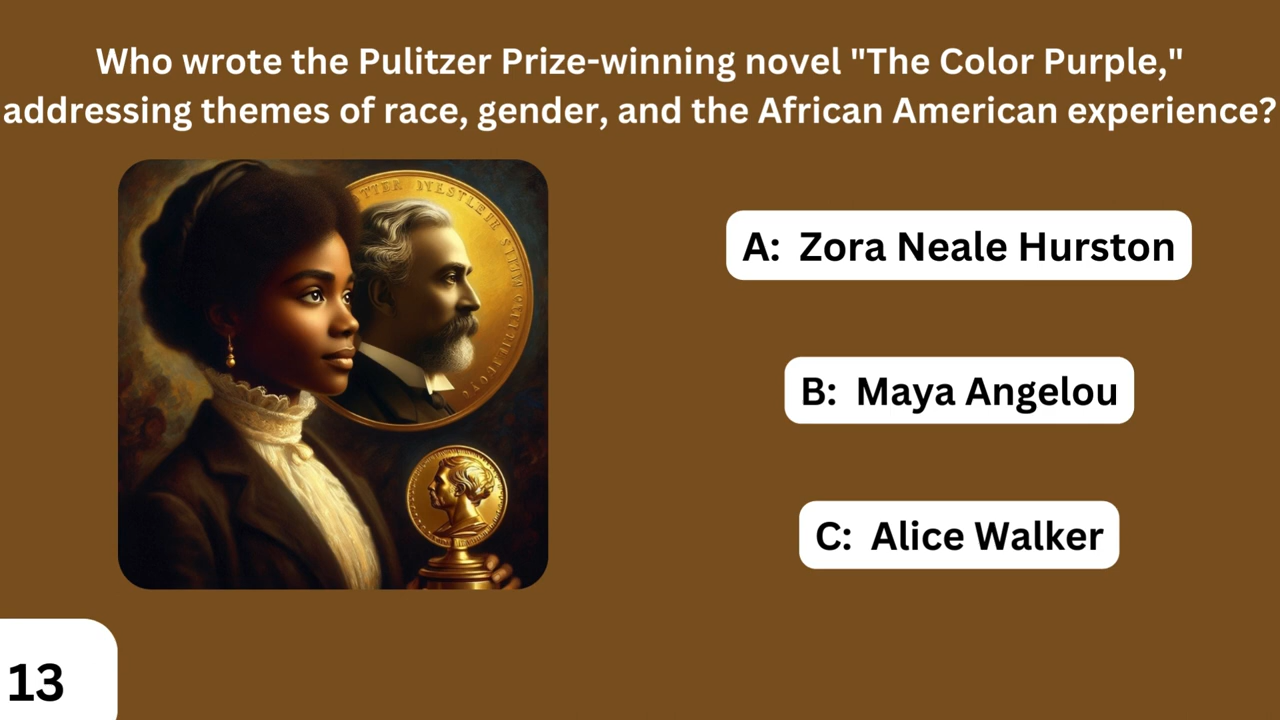 Who wrote the Pulitzer Prize-winning novel "The Color Purple,"
addressing themes of race, gender, and the African American experience?
A: Zora Neale Hurston
B: Maya Angelou
C: Alice Walker
13